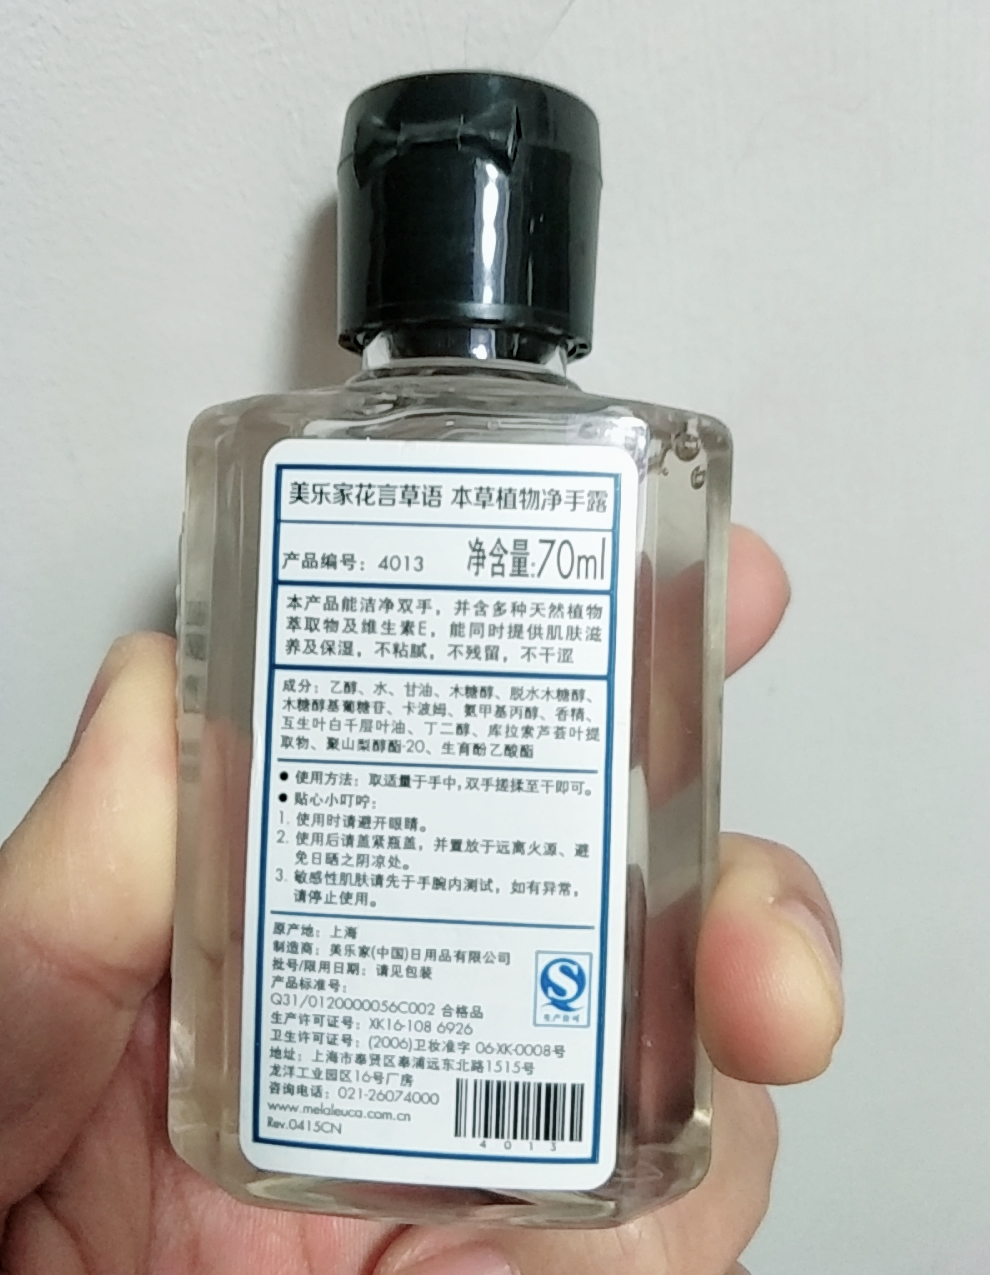 美乐家花言草语 本草植物净手露
产品编号：4013 净含量:70ml
本产品能洁净双手，并含多种天然植物
萃取物及维生素E，能同时提供肌肤滋
养及保湿，不粘腻，不残留，不干涩
成分：乙醇、水、甘油、木糖醇、脱水木糖醇、
木糖醇基葡糖苷、卡波姆、氨甲基丙醇、香精、
互生叶白千层叶油、丁二醇、库拉索芦荟叶提
取物、聚山梨醇酯-20、生育酚乙酸酯
● 使用方法：取适量于手中，双手搓揉至干即可。
● 贴心小叮咛：
1. 使用时请避开眼睛。
2. 使用后请盖紧瓶盖，并置放于远离火源、避
免日晒之阴凉处。
3. 敏感性肌肤请先于手腕内测试，如有异常，
请停止使用。
原产地：上海
制造商：美乐家(中国)日用品有限公司
批号/限用日期：请见包装
产品标准号：
Q31/0120000056C002 合格品
生产许可证号：XK16-108 6926
卫生许可证号：(2006)卫妆准字 06-XK-0008号
地址：上海市奉贤区奉浦远东北路1515号
龙洋工业园区16号厂房
咨询电话：021-26074000
www.melaleuca.com.cn
Rev.0415CN
生产许可
4013